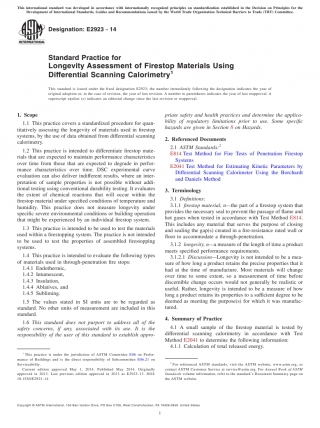 This international standard was developed in accordance with internationally recognized principles on standardization established in the Decision on Principles for the
Development of International Standards, Guides and Recommendations issued by the World Trade Organization Technical Barriers to Trade (TBT) Committee.
Designation: E2923 − 14
Standard Practice for
Longevity Assessment of Firestop Materials Using
Differential Scanning Calorimetry1
This standard is issued under the fixed designation E2923; the number immediately following the designation indicates the year of
original adoption or, in the case of revision, the year of last revision. A number in parentheses indicates the year of last reapproval. A
superscript epsilon (ε) indicates an editorial change since the last revision or reapproval.
1. Scope
1.1 This practice covers a standardized procedure for quan-
titatively assessing the longevity of materials used in firestop
systems, by the use of data obtained from differential scanning
calorimetry.
1.2 This practice is intended to differentiate firestop mate-
rials that are expected to maintain performance characteristics
over time from those that are expected to degrade in perfor-
mance characteristics over time. DSC experimental curve
evaluation can also deliver indifferent results, where an inter-
pretation of sample properties is not possible without addi-
tional testing using conventional durability testing. It evaluates
the extent of chemical reactions that will occur within the
firestop material under specified conditions of temperature and
humidity. This practice does not measure longevity under
specific severe environmental conditions or building operation
that might be experienced by an individual firestop system.
1.3 This practice is intended to be used to test the materials
used within a firestopping system. The practice is not intended
to be used to test the properties of assembled firestopping
systems.
1.4 This practice is intended to evaluate the following types
of materials used in through-penetration fire stops:
1.4.1 Endothermic,
1.4.2 Intumescent,
1.4.3 Insulation,
1.4.4 Ablatives, and
1.4.5 Subliming.
1.5 The values stated in SI units are to be regarded as
standard. No other units of measurement are included in this
standard.
1.6 This standard does not purport to address all of the
safety concerns, if any, associated with its use. It is the
responsibility of the user of this standard to establish appro-
1 This practice is under the jurisdiction of ASTM Committee E06 on Perfor-
mance of Buildings and is the direct responsibility of Subcommittee E06.21 on
Serviceability.
Current edition approved May 1, 2014. Published May 2014. Originally
approved in 2013. Last previous edition approved in 2013 as E2923–13. DOI:
10.1520/E2923-14.
priate safety and health practices and determine the applica-
bility of regulatory limitations prior to use. Some specific
hazards are given in Section 5 on Hazards.
2. Referenced Documents
2.1 ASTM Standards:2
E814 Test Method for Fire Tests of Penetration Firestop
Systems
E2041 Test Method for Estimating Kinetic Parameters by
Differential Scanning Calorimeter Using the Borchardt
and Daniels Method
3. Terminology
3.1 Definitions:
3.1.1 firestop material, n—the part of a firestop system that
provides the necessary seal to prevent the passage of flame and
hot gases when tested in accordance with Test Method E814.
This includes any material that serves the purpose of closing
and sealing the gap(s) created in a fire-resistance rated wall or
floor to accommodate a through-penetration.
3.1.2 longevity, n—a measure of the length of time a product
meets specified performance requirements.
3.1.2.1 Discussion—Longevity is not intended to be a mea-
sure of how long a product retains the precise properties that it
had at the time of manufacture. Most materials will change
over time to some extent, so a measurement of time before
discernible change occurs would not generally be realistic or
useful. Rather, longevity is intended to be a measure of how
long a product retains its properties to a sufficient degree to be
deemed as meeting the purpose(s) for which it was manufac-
tured.
4. Summary of Practice
4.1 A small sample of the firestop material is tested by
differential scanning calorimetry in accordance with Test
Method E2041 to determine the following information:
4.1.1 Calculation of total released energy.
2 For referenced ASTM standards, visit the ASTM website, www.astm.org, or
contact ASTM Customer Service at service@astm.org. For Annual Book of ASTM
Standards volume information, refer to the standard's Document Summary page on
the ASTM website.
Copyright © ASTM International, 100 Barr Harbor Drive, PO Box C700, West Conshohocken, PA 19428-2959. United States
1